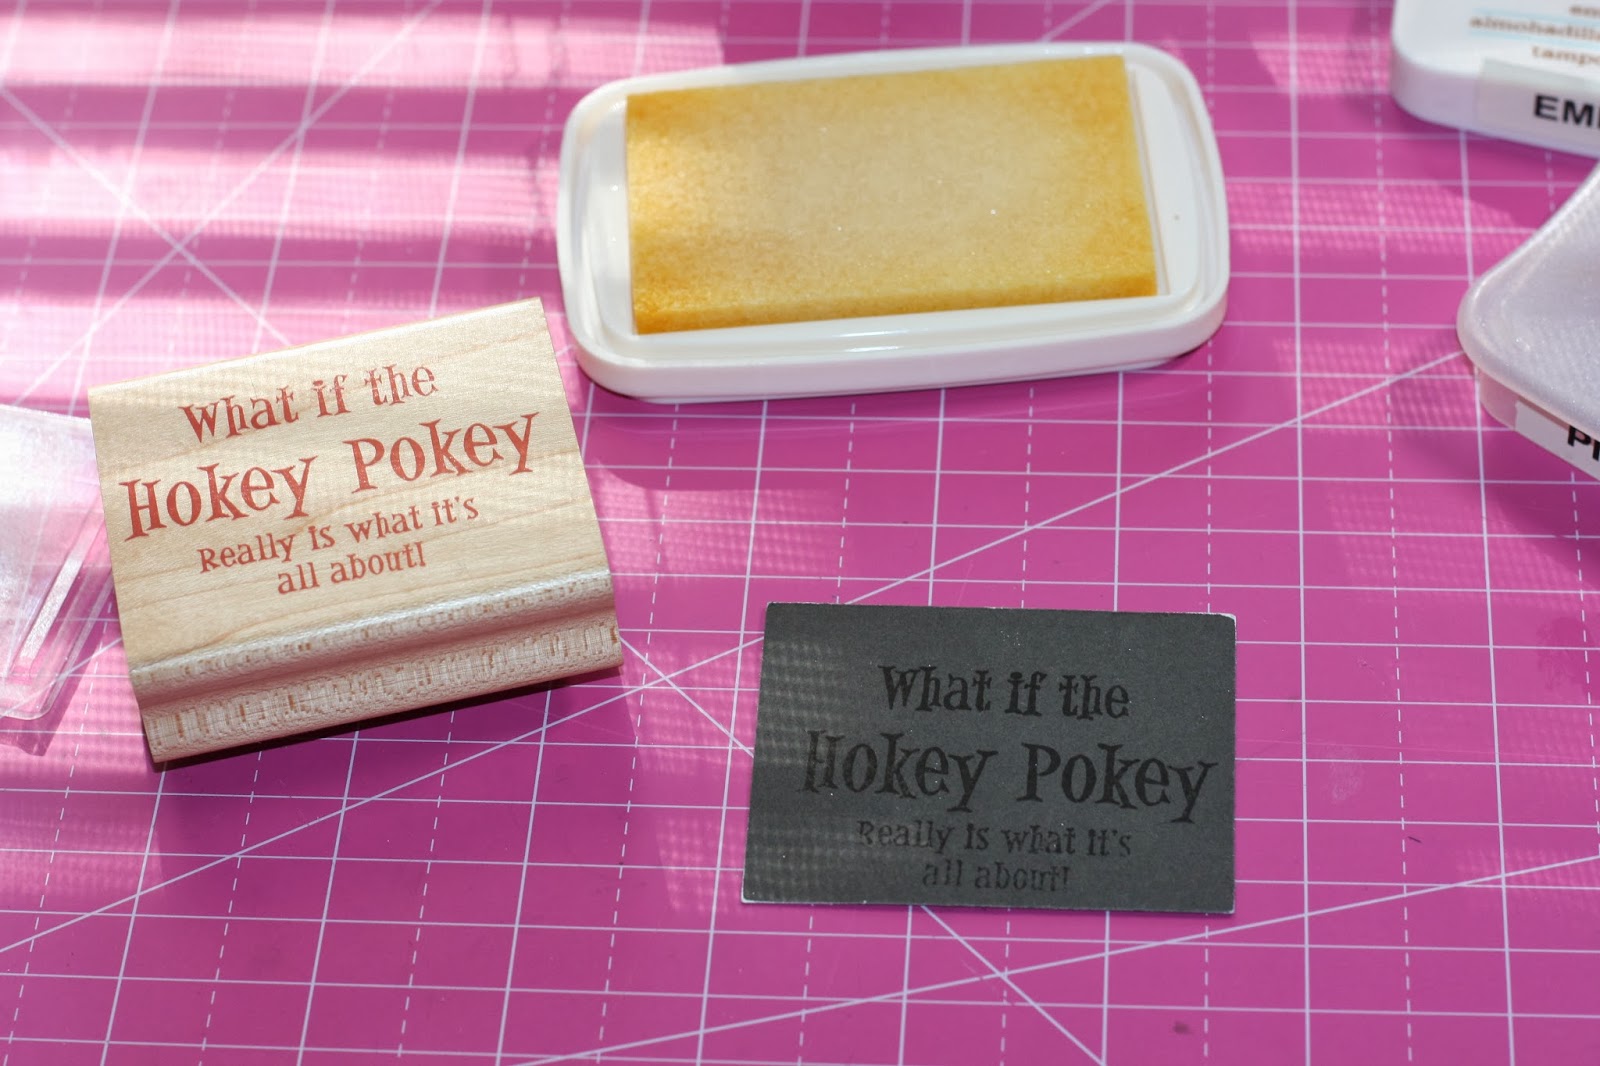 What if the
Hokey Pokey
Really is what it's
all about!
What if the
Hokey Pokey
Really is what it's
all about!
tampo
EM